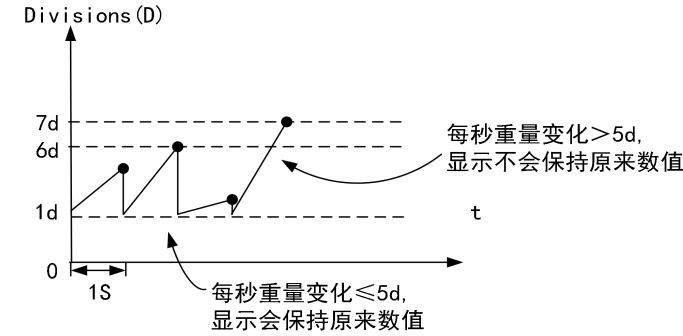 Divisions(D)
7d
6d
1d
0
1S
t
每秒重量变化>5d,
显示不会保持原来数值
每秒重量变化≤5d,
显示会保持原来数值